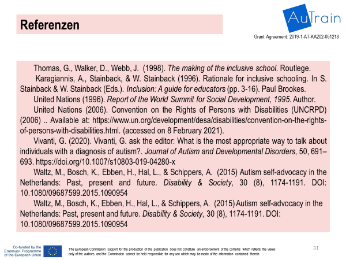 Referenzen
AuTrain
Thomas, G., Walker, D., Webb, J. (1998). The making of the inclusive school. Routlege.
Karagiannis, A., Stainback, & W. Stainback (1996). Rationale for inclusive schooling. In S.
Stainback & W. Stainback (Eds.). Inclusion: A guide for educators (pp. 3-16). Paul Brookes.
United Nations (1996). Report of the World Summit for Social Development, 1995. Author.
United Nations (2006). Convention on the Rights of Persons with Disabilities (UNCRPD)
(2006) .. Available at: https://www.un.org/development/desa/disabilities/convention-on-the-rights-
of-persons-with-disabilities.html. (accessed on 8 February 2021).
Vivanti, G. (2020). Vivanti, G. ask the editor: What is the most appropriate way to talk about
individuals with a diagnosis of autism?. Journal of Autism and Developmental Disorders, 50, 691–
693. https://doi.org/10.1007/s10803-019-04280-x
Waltz, M., Bosch, K., Ebben, H., Hal, L., & Schippers, A. (2015) Autism self-advocacy in the
Netherlands: Past, present and future. Disability & Society, 30 (8), 1174-1191. DOI:
10.1080/09687599.2015.1090954
Waltz, M., Bosch, K., Ebben, H., Hal, L., & Schippers, A. (2015) Autism self-advocacy in the
Netherlands: Past, present and future. Disability & Society, 30 (8), 1174-1191. DOI:
10.1080/09687599.2015.1090954
Co-funded by the
Erasmus+ Programme
of the European Union
The European Commission support for the production of this publication does not constitute an endorsement of the contents which reflects the views
only of the authors, and the Commission cannot be held responsible for any use which may be made of the information contained therein.